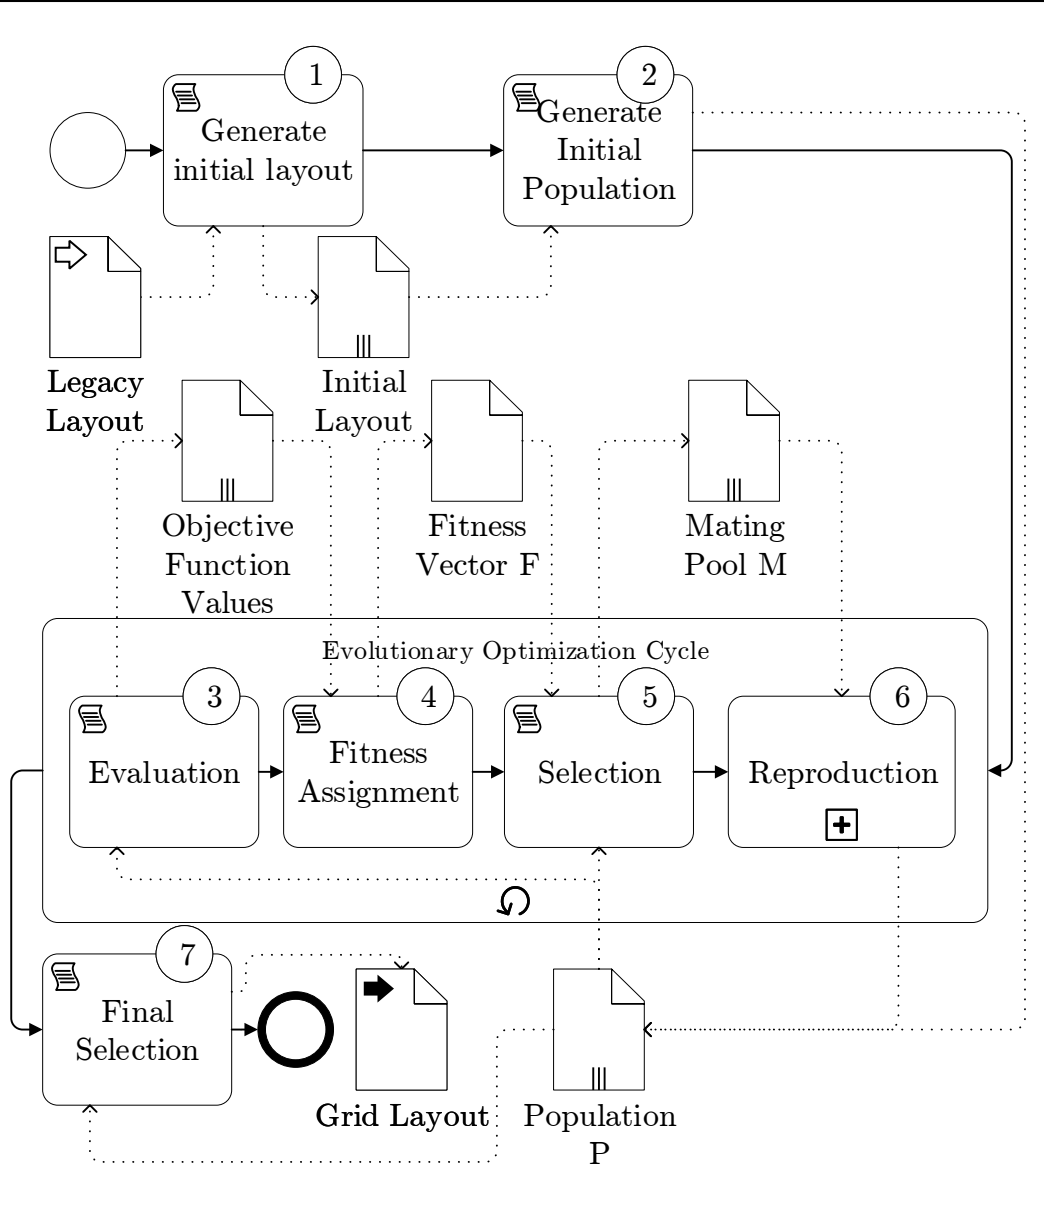 1
Generate
initial layout
2
Generate
Initial
Population
Legacy
Layout
Initial
Layout
Objective
Function
Values
Fitness
Vector F
Mating
Pool M
Evolutionary Optimization Cycle
3
Evaluation
4
Fitness
Assignment
5
Selection
6
Reproduction
7
Final
Selection
Grid Layout
Population
P